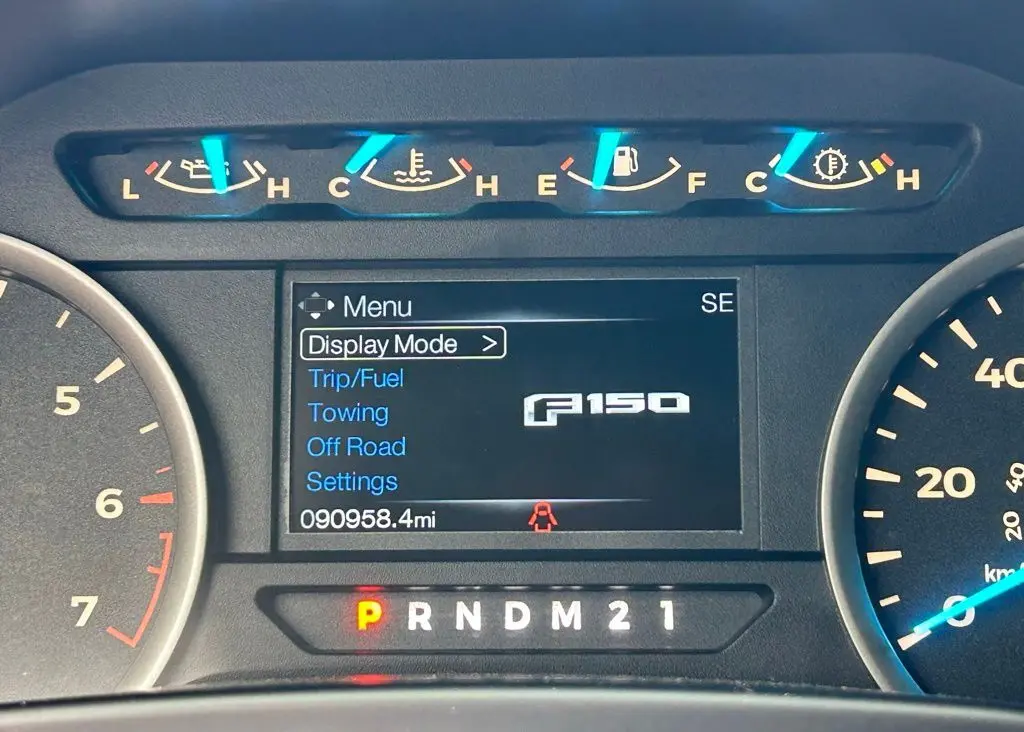 L H C H E F C H
Menu SE
Display Mode >
Trip/Fuel
Towing
F150
Off Road
Settings
090958.4mi
P R N D M 2 1
5
6
7
40
20
0
40
20
km/